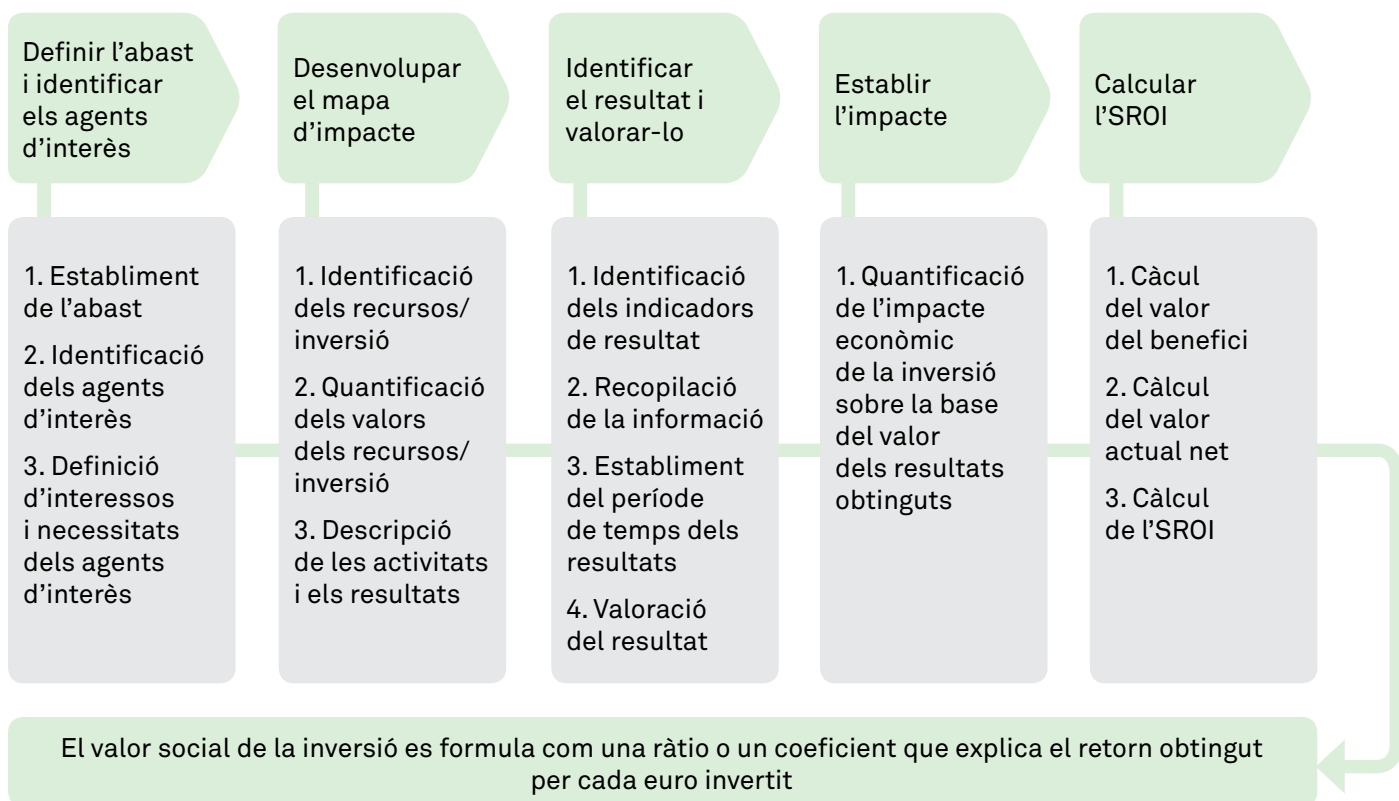 Definir l’abast
i identificar
els agents
d’interès
Desenvolupar
el mapa
d’impacte
Identificar
el resultat i
valorar-lo
Establir
l’impacte
Calcular
l’SROI
1. Establiment
de l’abast
2. Identificació
dels agents
d’interès
3. Definició
d’interessos
i necessitats
dels agents
d’interès
1. Identificació
dels recursos/
inversió
2. Quantificació
dels valors
dels recursos/
inversió
3. Descripció
de les activitats
i els resultats
1. Identificació
dels indicadors
de resultat
2. Recopilació
de la informació
3. Establiment
del període
de temps dels
resultats
4. Valoració
del resultat
1. Quantificació
de l’impacte
econòmic
de la inversió
sobre la base
del valor
dels resultats
obtinguts
1. Càcul
del valor
del benefici
2. Càlcul
del valor
actual net
3. Càlcul
de l’SROI
El valor social de la inversió es formula com una ràtio o un coeficient que explica el retorn obtingut
per cada euro invertit